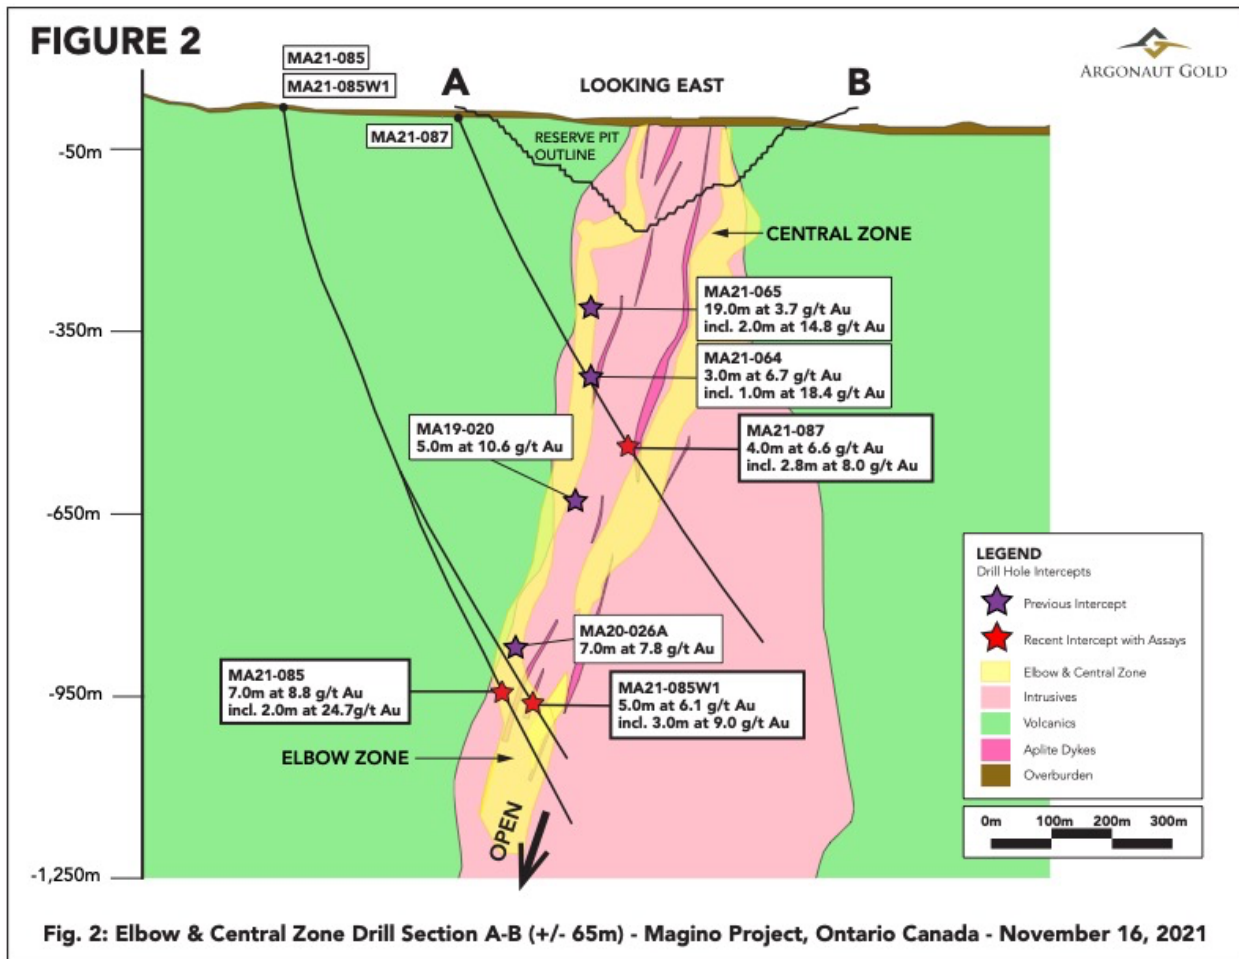 FIGURE 2
MA21-085
MA21-085W1
A
LOOKING EAST
B
ARGONAUT GOLD
MA21-087
RESERVE PIT
OUTLINE
-50m
CENTRAL ZONE
MA21-065
19.0m at 3.7 g/t Au
incl. 2.0m at 14.8 g/t Au
-350m
MA21-064
3.0m at 6.7 g/t Au
incl. 1.0m at 18.4 g/t Au
MA19-020
5.0m at 10.6 g/t Au
MA21-087
4.0m at 6.6 g/t Au
incl. 2.8m at 8.0 g/t Au
-650m
MA20-026A
7.0m at 7.8 g/t Au
MA21-085
7.0m at 8.8 g/t Au
incl. 2.0m at 24.7g/t Au
-950m
MA21-085W1
5.0m at 6.1 g/t Au
incl. 3.0m at 9.0 g/t Au
ELBOW ZONE
OPEN
-1,250m
LEGEND
Drill Hole Intercepts
Previous Intercept
Recent Intercept with Assays
Elbow & Central Zone
Intrusives
Volcanics
Aplite Dykes
Overburden
0m 100m 200m 300m
Fig. 2: Elbow & Central Zone Drill Section A-B (+/- 65m) - Magino Project, Ontario Canada - November 16, 2021